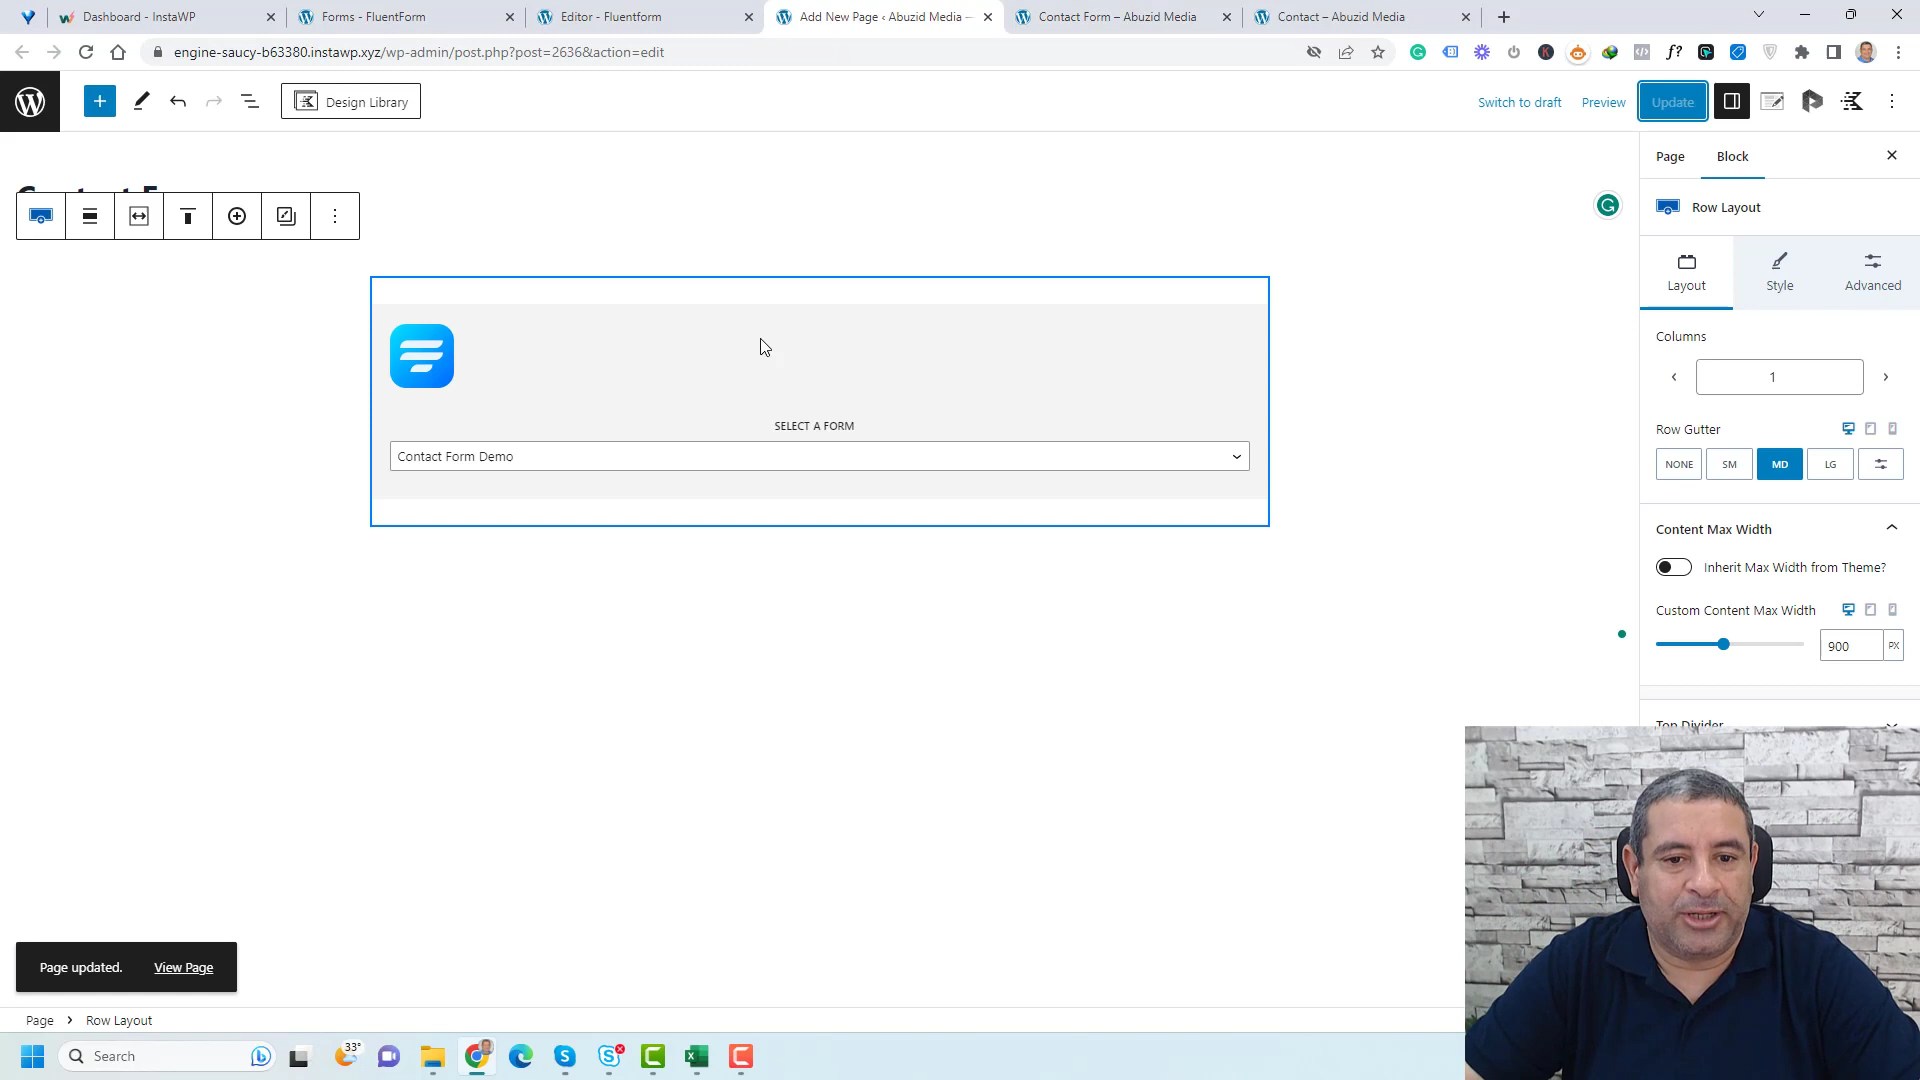 Dashboard - InstaWP
Forms - FluentForm
Editor - Fluentform
Add New Page ‹ Abuzid Media —
Contact Form – Abuzid Media
Contact – Abuzid Media
engine-saucy-b63380.instawp.xyz/wp-admin/post.php?post=2636&action=edit
Design Library
Switch to draft
Preview
Update
Page
Block
Row Layout
Layout
Style
Advanced
Columns
1
Row Gutter
NONE
SM
MD
LG
SELECT A FORM
Contact Form Demo
Content Max Width
Inherit Max Width from Theme?
Custom Content Max Width
900
PX
Top Divider
Page updated.
View Page
Page
Row Layout
Search
33°